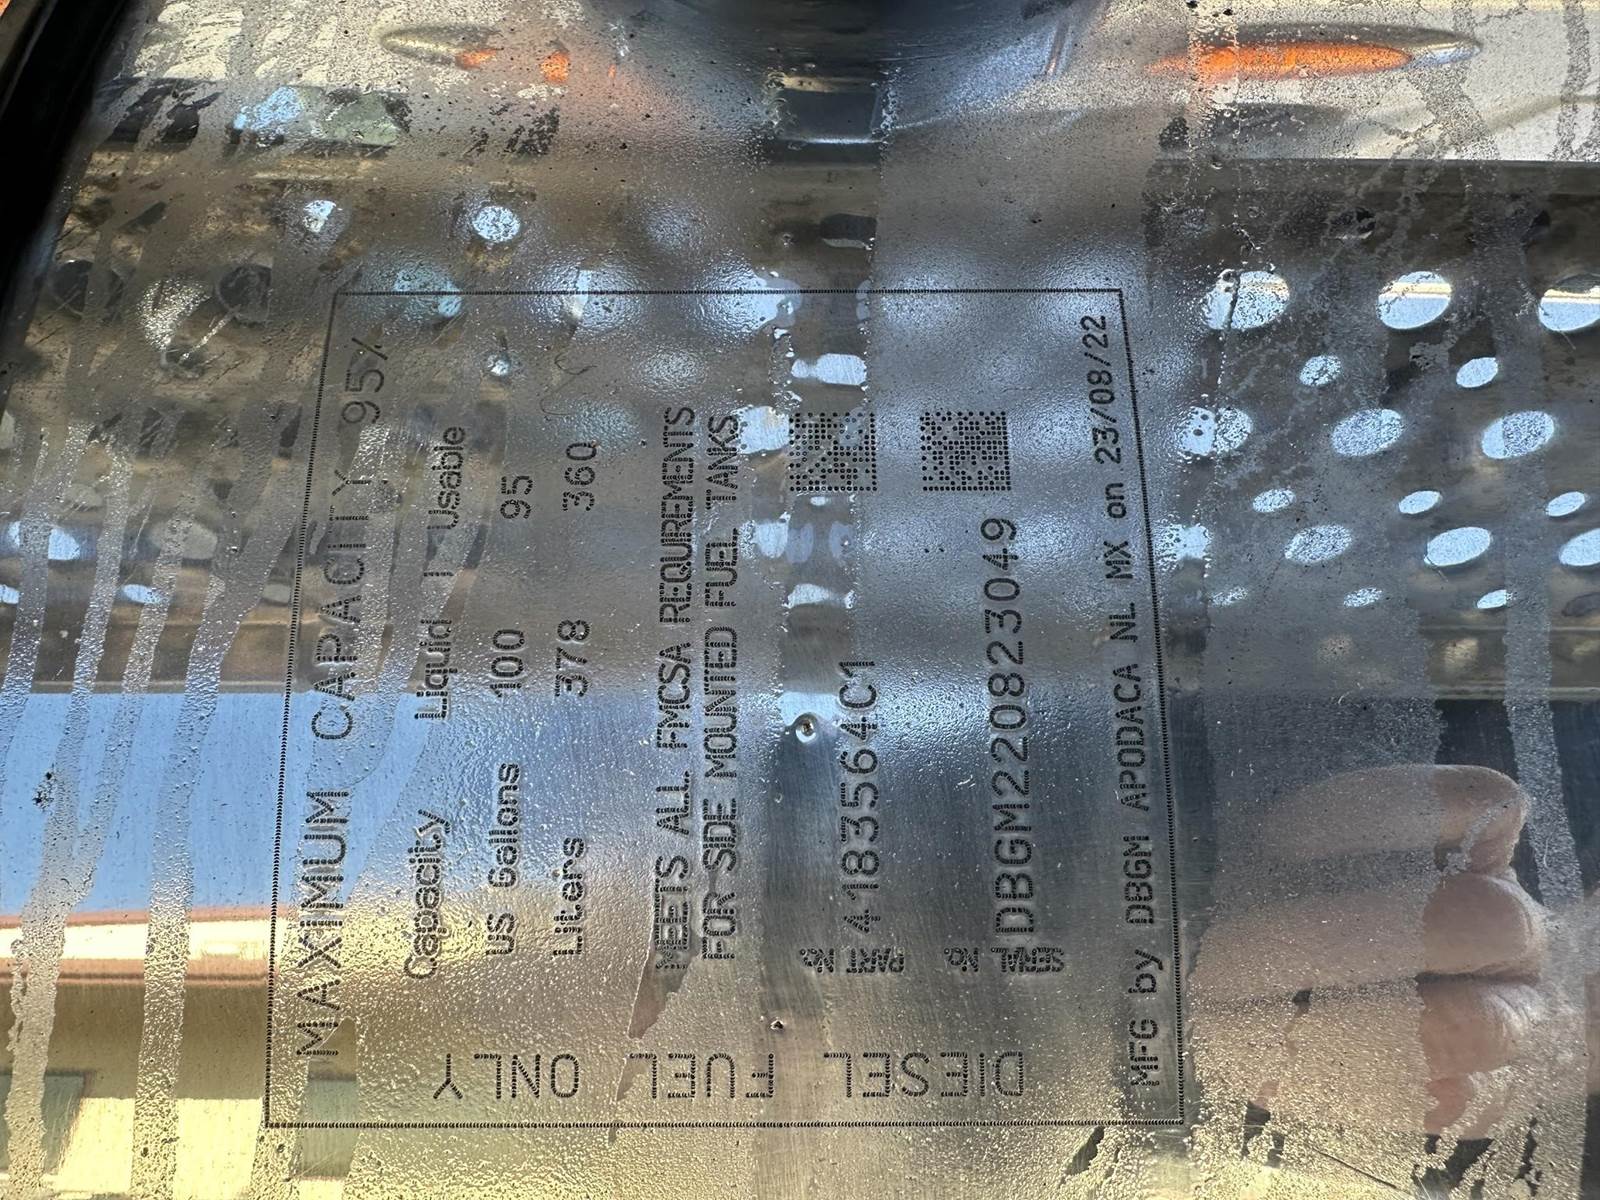 MAXIMUM CAPACITY 95%
Capacity Liquid Usable
US Gallons 100 95
Liters 378 360
MEETS ALL FMCSA REQUIREMENTS
FOR SIDE MOUNTED FUEL TANKS
PART No. 4183564C1
SERIAL No. DBGM220823049
MFG by DBGM APODACA NL MX on 23/08/22
DIESEL FUEL ONLY